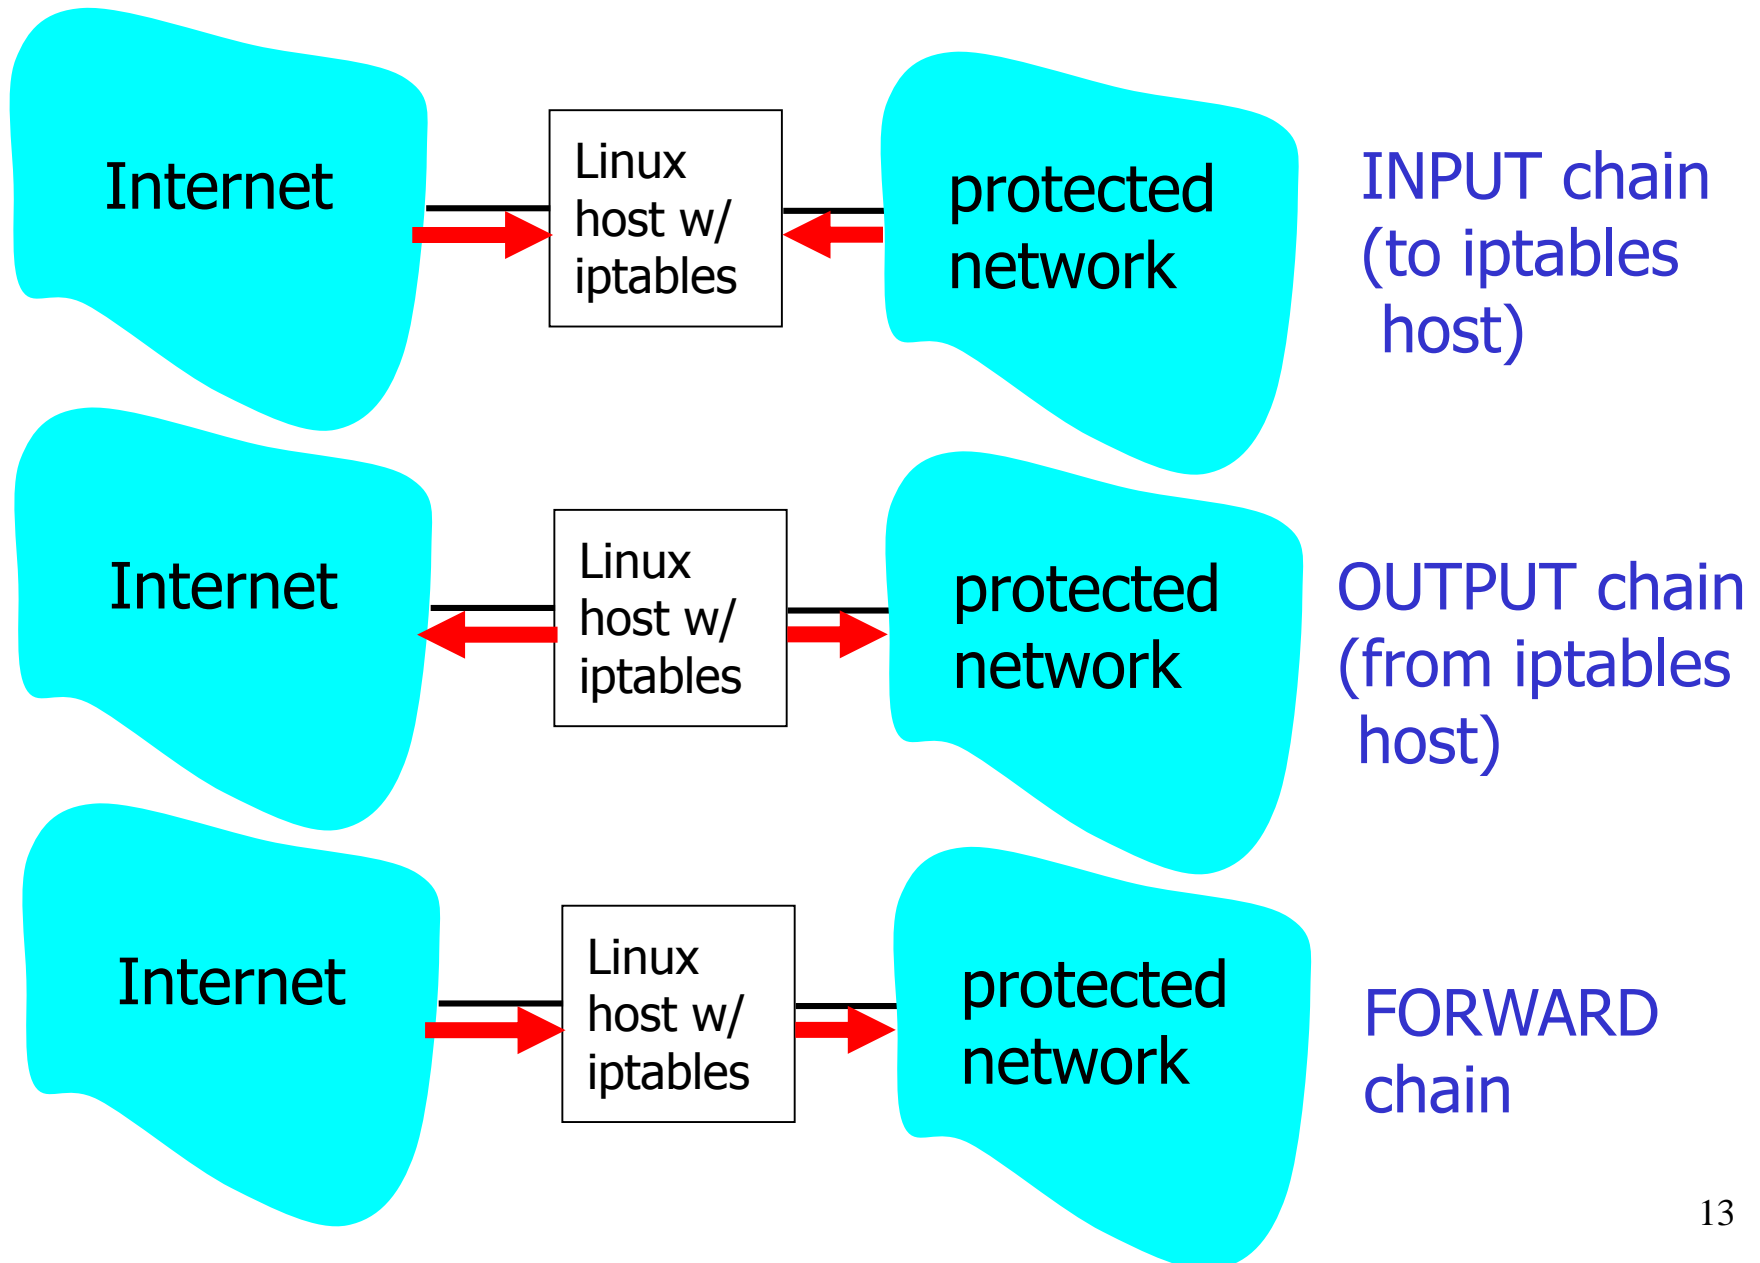 Internet
Linux
host w/
iptables
protected
network
INPUT chain
(to iptables
host)
Internet
Linux
host w/
iptables
protected
network
OUTPUT chain
(from iptables
host)
Internet
Linux
host w/
iptables
protected
network
FORWARD
chain
13